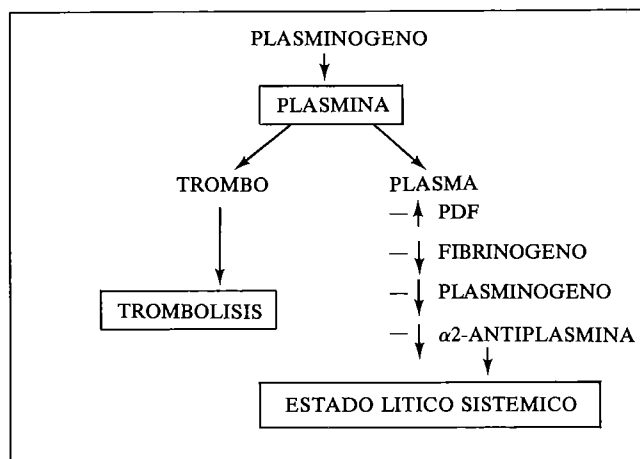 PLASMINOGENO
PLASMINA
TROMBO
PLASMA
— PDF
— FIBRINOGENO
— PLASMINOGENO
— α2-ANTIPLASMINA
TROMBOLISIS
ESTADO LITICO SISTEMICO